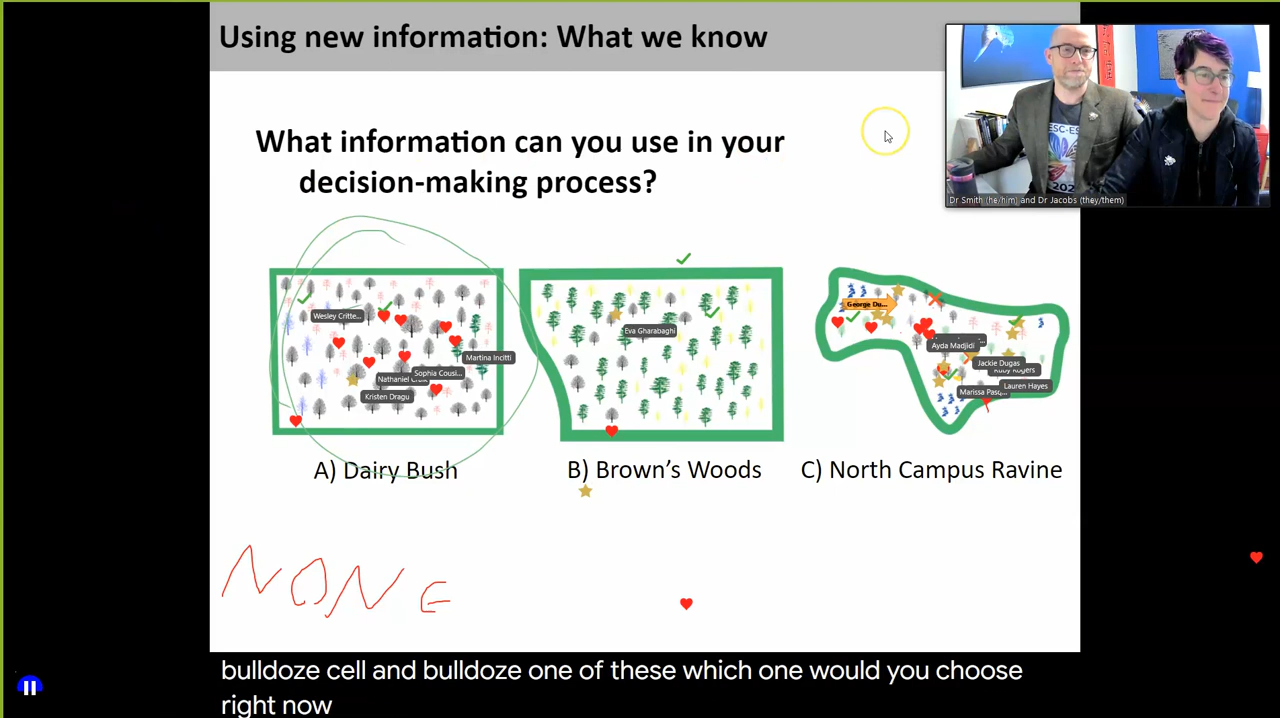 Using new information: What we know
What information can you use in your
decision-making process?
Dr Smith (he/him) and Dr Jacobs (they/them)
George Du...
Wesley Critte...
Eva Gharabaghi
Ayda Madjidi
Martina Incitti
Jackie Dugas
Sophia Cousi...
Lauren Hayes
Kristen Dragu
Marissa Pasq...
A) Dairy Bush
B) Brown's Woods
C) North Campus Ravine
NONE
bulldoze cell and bulldoze one of these which one would you choose
right now